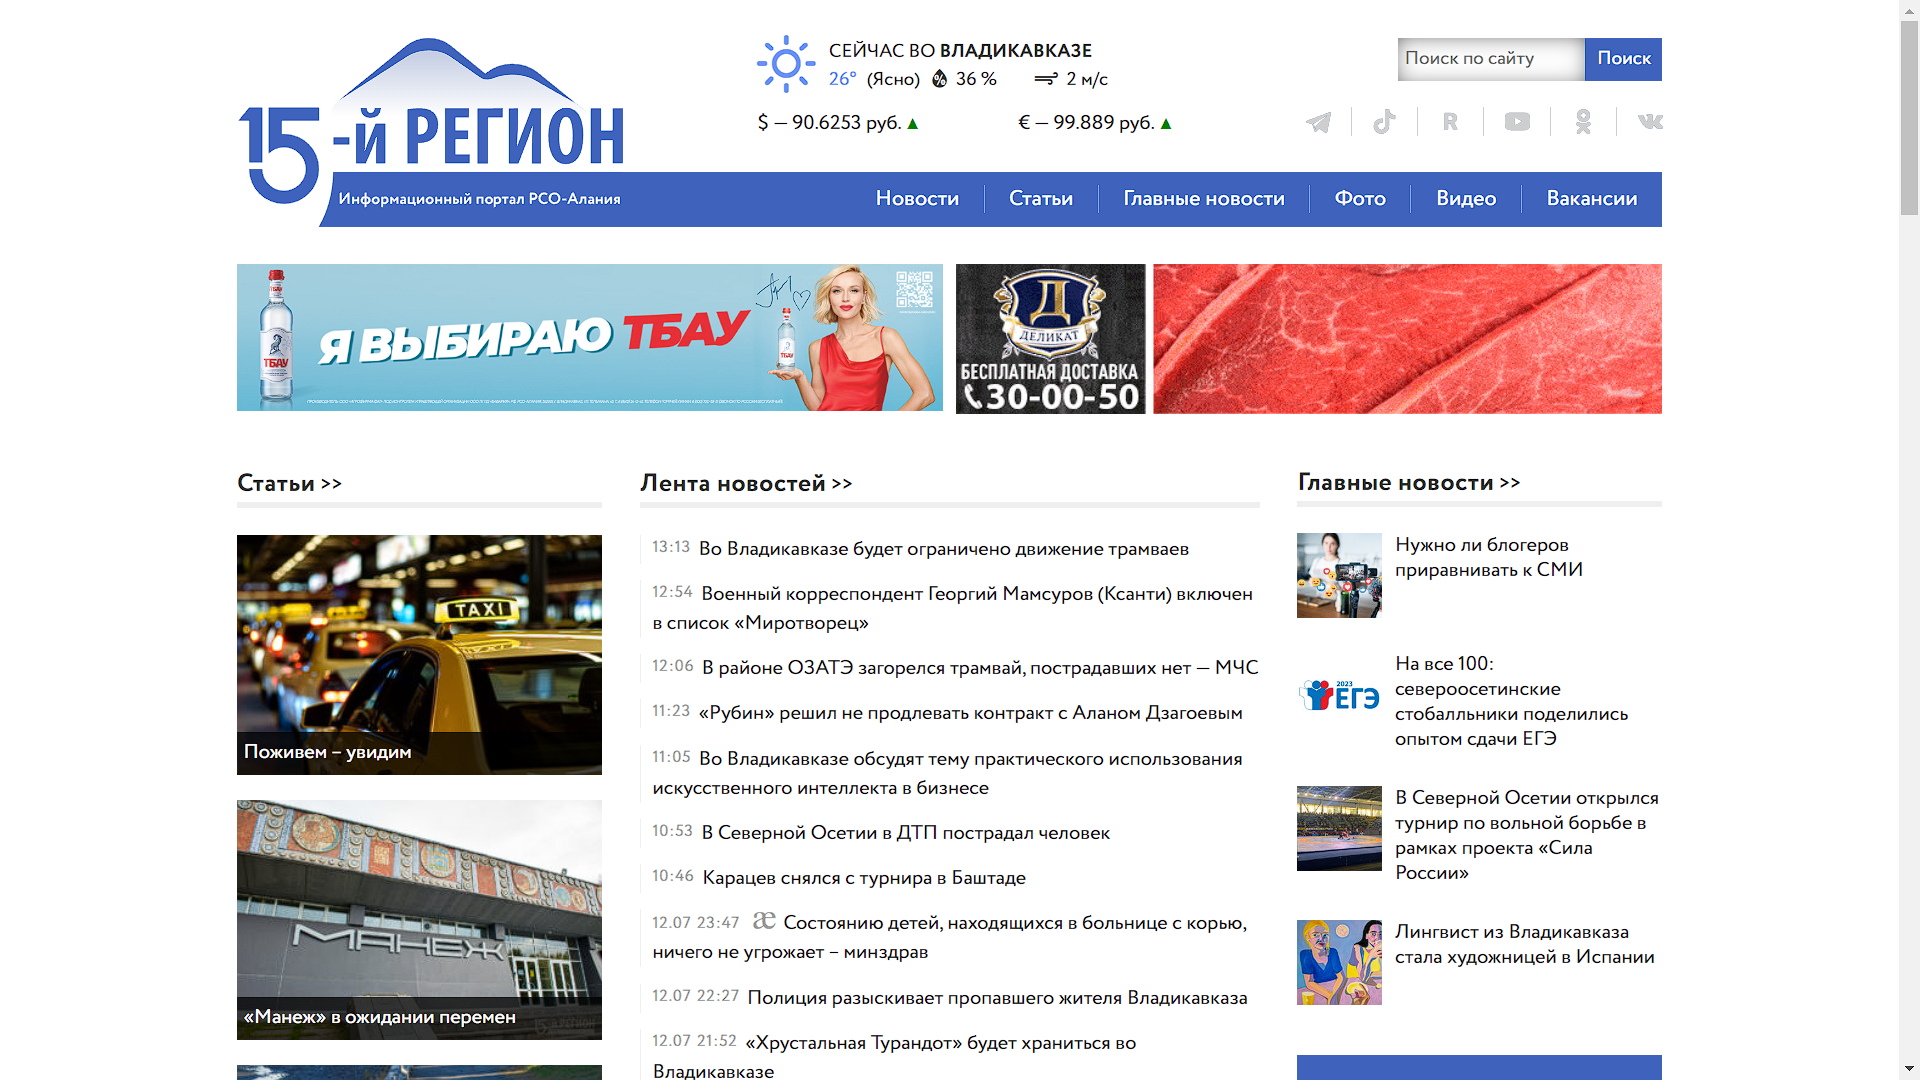 15-й РЕГИОН
Информационный портал РСО-Алания
СЕЙЧАС ВО ВЛАДИКАВКАЗЕ
26° (Ясно) 36 % 2 м/с
$ — 90.6253 руб. ▲ € — 99.889 руб. ▲
Поиск по сайту Поиск
Новости Статьи Главные новости Фото Видео Вакансии
Я ВЫБИРАЮ ТБАУ
ТБАУ
ТБАУ
Д
ДЕЛИКАТ
БЕСПЛАТНАЯ ДОСТАВКА
30-00-50
Статьи >>
TAXI
Поживем – увидим
МАНЕЖ
«Манеж» в ожидании перемен
Лента новостей >>
13:13 Во Владикавказе будет ограничено движение трамваев
12:54 Военный корреспондент Георгий Мамсуров (Ксанти) включен
в список «Миротворец»
12:06 В районе ОЗАТЭ загорелся трамвай, пострадавших нет — МЧС
11:23 «Рубин» решил не продлевать контракт с Аланом Дзагоевым
11:05 Во Владикавказе обсудят тему практического использования
искусственного интеллекта в бизнесе
10:53 В Северной Осетии в ДТП пострадал человек
10:46 Карацев снялся с турнира в Баштаде
12.07 23:47 æ Состоянию детей, находящихся в больнице с корью,
ничего не угрожает – минздрав
12.07 22:27 Полиция разыскивает пропавшего жителя Владикавказа
12.07 21:52 «Хрустальная Турандот» будет храниться во
Владикавказе
Главные новости >>
Нужно ли блогеров
приравнивать к СМИ
2023
ЕГЭ
На все 100:
североосетинские
стобалльники поделились
опытом сдачи ЕГЭ
В Северной Осетии открылся
турнир по вольной борьбе в
рамках проекта «Сила
России»
Лингвист из Владикавказа
стала художницей в Испании